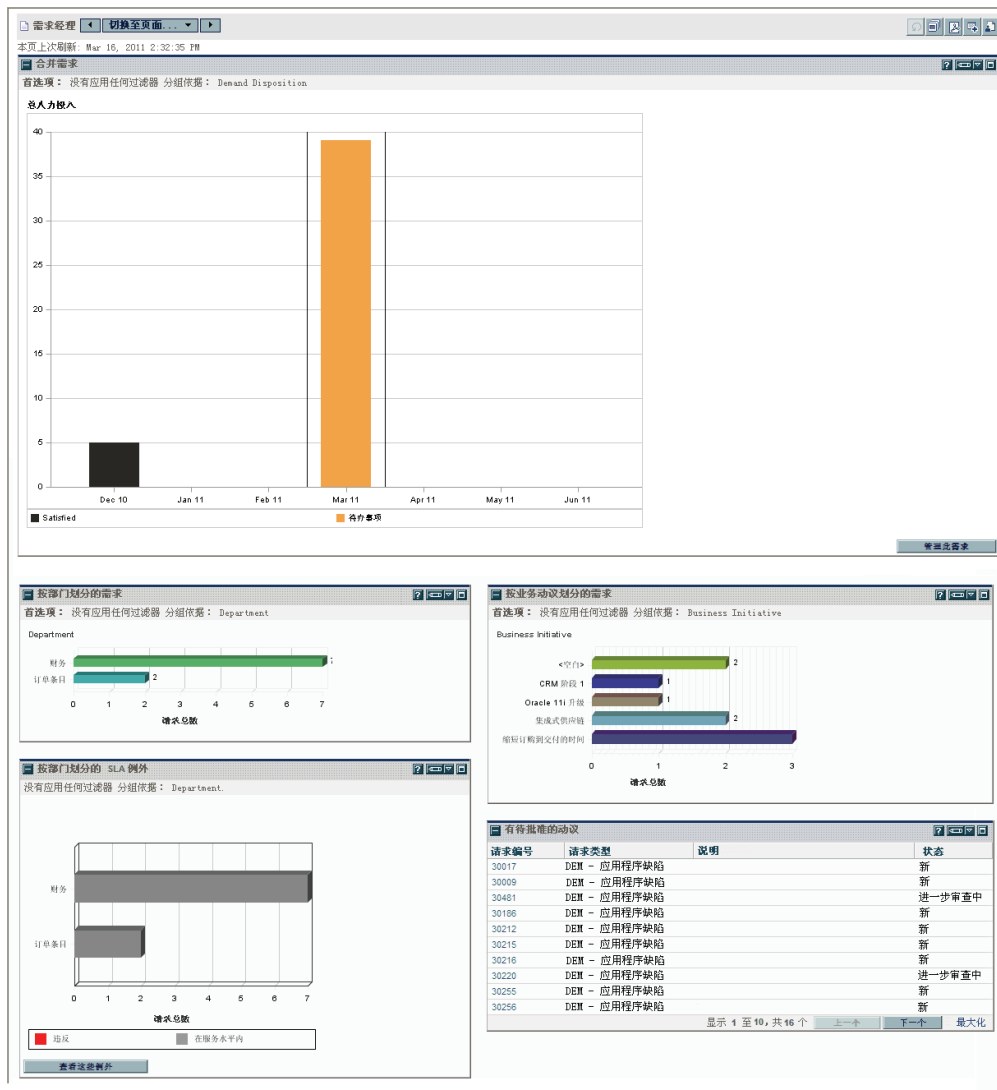 需求经理 切换至页面...
本页上次刷新: Mar 16, 2011 2:32:35 PM
合并需求
首选项： 没有应用任何过滤器 分组依据： Demand Disposition
总人力投入
40
35
30
25
20
15
10
5
0
Dec 10 Jan 11 Feb 11 Mar 11 Apr 11 May 11 Jun 11
Satisfied 待办事项
管理此需求
按部门划分的需求
首选项： 没有应用任何过滤器 分组依据： Department
Department
财务 7
订单条目 2
0 1 2 3 4 5 6 7
请求总数
按业务动议划分的需求
首选项： 没有应用任何过滤器 分组依据： Business Initiative
Business Initiative
<空白> 2
CRM 阶段 1 1
Oracle 11i 升级 1
集成式供应链 2
缩短订购到交付的时间
0 1 2 3
请求总数
按部门划分的 SLA 例外
没有应用任何过滤器 分组依据： Department.
财务
订单条目
0 1 2 3 4 5 6 7
请求总数
违反 在服务水平内
查看这些例外
有待批准的动议
请求编号 请求类型 说明 状态
30017 DEM - 应用程序缺陷 新
30009 DEM - 应用程序缺陷 新
30481 DEM - 应用程序缺陷 进一步审查中
30186 DEM - 应用程序缺陷 新
30212 DEM - 应用程序缺陷 新
30215 DEM - 应用程序缺陷 新
30216 DEM - 应用程序缺陷 新
30220 DEM - 应用程序缺陷 进一步审查中
30255 DEM - 应用程序缺陷 新
30256 DEM - 应用程序缺陷 新
显示 1 至10，共16 个 上一个 下一个 最大化